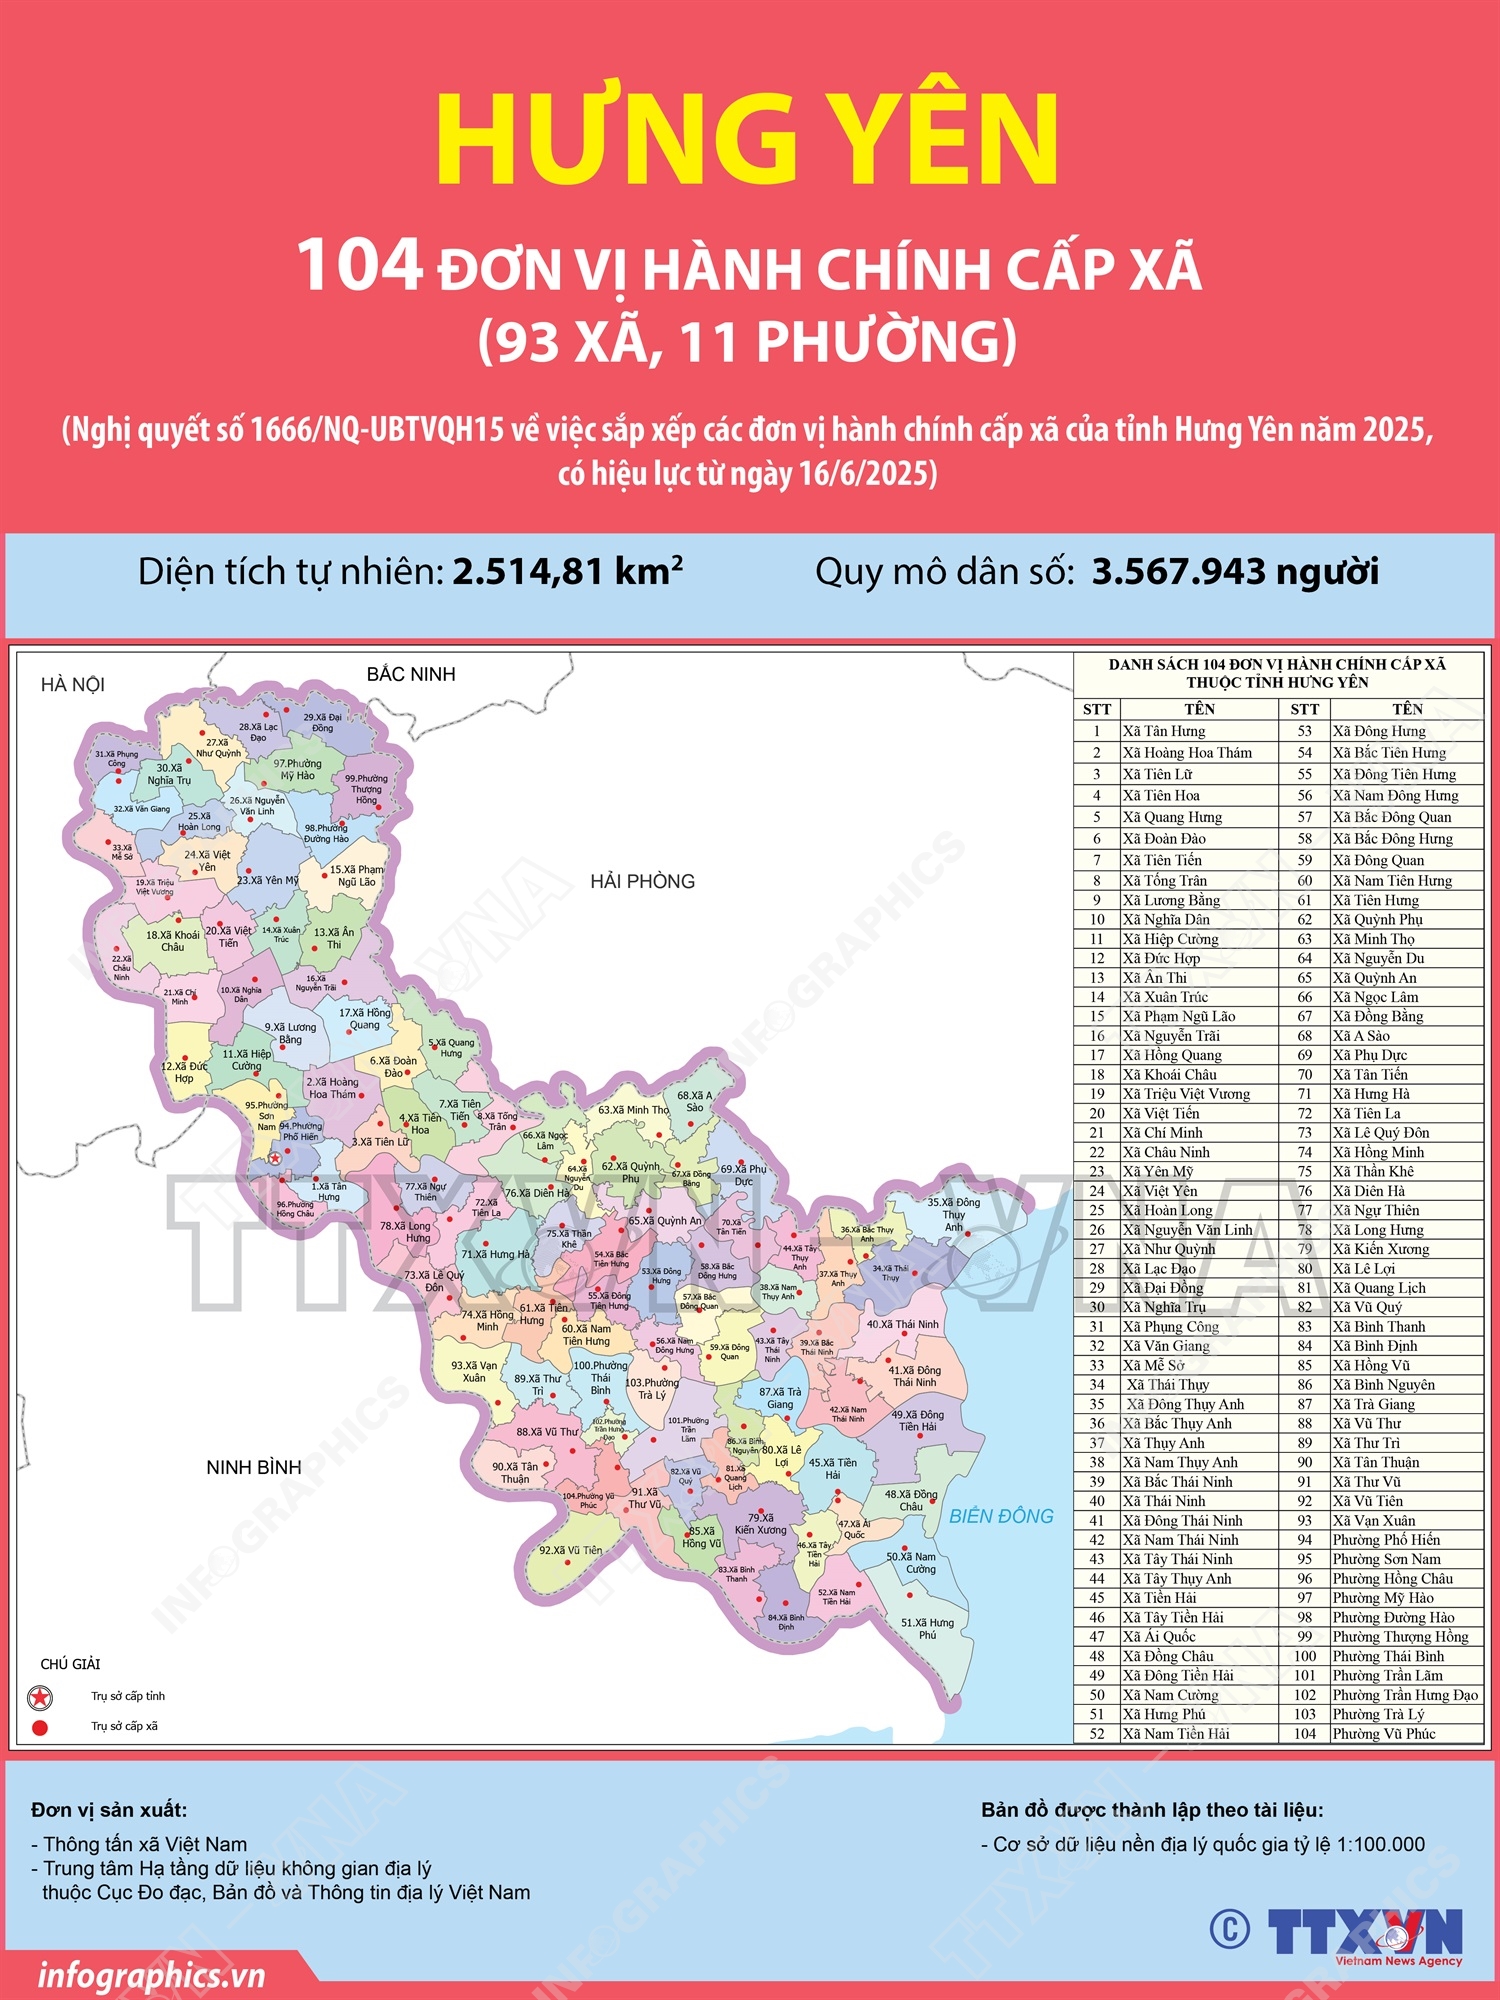 HƯNG YÊN
104 ĐƠN VỊ HÀNH CHÍNH CẤP XÃ
(93 XÃ, 11 PHƯỜNG)
(Nghị quyết số 1666/NQ-UBTVQH15 về việc sắp xếp các đơn vị hành chính cấp xã của tỉnh Hưng Yên năm 2025,
có hiệu lực từ ngày 16/6/2025)
Diện tích tự nhiên: 2.514,81 km²
Quy mô dân số: 3.567.943 người
HÀ NỘI
BẮC NINH
HẢI PHÒNG
NINH BÌNH
BIỂN ĐÔNG
29.Xã Đại
Đồng
28.Xã Lạc
Đạo
27.Xã
Như Quỳnh
31.Xã Phụng
Công
30.Xã
Nghĩa Trụ
97.Phường
Mỹ Hào
99.Phường
Thượng
Hồng
32.Xã Văn Giang
26.Xã Nguyễn
Văn Linh
25.Xã
Hoàn Long
98.Phường
Đường Hào
33.Xã
Mễ Sở
24.Xã Việt
Yên
23.Xã Yên Mỹ
15.Xã Phạm
Ngũ Lão
19.Xã Triệu
Việt Vương
18.Xã Khoái
Châu
20.Xã Việt
Tiến
14.Xã Xuân
Trúc
13.Xã Ân
Thi
22.Xã
Châu
Ninh
21.Xã Chí
Minh
10.Xã Nghĩa
Dân
16.Xã
Nguyễn Trãi
17.Xã Hồng
Quang
9.Xã Lương
Bằng
5.Xã Quang
Hưng
11.Xã Hiệp
Cường
12.Xã Đức
Hợp
6.Xã Đoàn
Đào
2.Xã Hoàng
Hoa Thám
95.Phường
Sơn
Nam
94.Phường
Phố Hiến
7.Xã Tiên
Tiến
4.Xã Tiên
Hoa
8.Xã Tống
Trân
3.Xã Tiên Lữ
1.Xã Tân
Hưng
96.Phường
Hồng Châu
68.Xã A
Sào
63.Xã Minh Thọ
66.Xã Ngọc
Lâm
64.Xã
Nguyễn
Du
62.Xã Quỳnh
Phụ
67.Xã Đồng
Bằng
69.Xã Phụ
Dực
77.Xã Ngự
Thiên
76.Xã Diên Hà
72.Xã
Tiên La
78.Xã Long
Hưng
65.Xã Quỳnh An
70.Xã
Tân Tiến
75.Xã Thần
Khê
71.Xã Hưng Hà
54.Xã Bắc
Tiên Hưng
53.Xã Đông
Hưng
58.Xã Bắc
Đông Hưng
44.Xã Tây
Thụy Anh
36.Xã Bắc Thụy
Anh
35.Xã Đông
Thụy
Anh
37.Xã Thụy
Anh
34.Xã Thái
Thụy
73.Xã Lê Quý
Đôn
38.Xã Nam
Thụy Anh
55.Xã Đông
Tiên Hưng
57.Xã Bắc
Đông Quan
74.Xã Hồng
Minh
61.Xã Tiên
Hưng
60.Xã Nam
Tiên Hưng
56.Xã Nam
Đông Hưng
59.Xã Đông
Quan
43.Xã Tây
Thái
Ninh
39.Xã Bắc
Thái Ninh
40.Xã Thái Ninh
41.Xã Đông
Thái Ninh
93.Xã Vạn
Xuân
89.Xã Thư
Trì
100.Phường
Thái
Bình
103.Phường
Trà Lý
87.Xã Trà
Giang
42.Xã Nam
Thái Ninh
49.Xã Đông
Tiền Hải
88.Xã Vũ Thư
102.Phường
Trần Hưng
Đạo
101.Phường
Trần
Lãm
86.Xã Bình
Nguyên
80.Xã Lê
Lợi
90.Xã Tân
Thuận
82.Xã Vũ
Quý
81.Xã
Quang
Lịch
45.Xã Tiền
Hải
104.Phường Vũ
Phúc
91.Xã
Thư Vũ
48.Xã Đồng
Châu
79.Xã
Kiến Xương
47.Xã Ái
Quốc
85.Xã
Hồng Vũ
92.Xã Vũ Tiên
46.Xã Tây
Tiền
Hải
50.Xã Nam
Cường
83.Xã Bình
Thanh
52.Xã Nam
Tiền Hải
84.Xã Bình
Định
51.Xã Hưng
Phú
CHÚ GIẢI
Trụ sở cấp tỉnh
Trụ sở cấp xã
DANH SÁCH 104 ĐƠN VỊ HÀNH CHÍNH CẤP XÃ
THUỘC TỈNH HƯNG YÊN
STT TÊN STT TÊN
1 Xã Tân Hưng 53 Xã Đông Hưng
2 Xã Hoàng Hoa Thám 54 Xã Bắc Tiên Hưng
3 Xã Tiên Lữ 55 Xã Đông Tiên Hưng
4 Xã Tiên Hoa 56 Xã Nam Đông Hưng
5 Xã Quang Hưng 57 Xã Bắc Đông Quan
6 Xã Đoàn Đào 58 Xã Bắc Đông Hưng
7 Xã Tiên Tiến 59 Xã Đông Quan
8 Xã Tống Trân 60 Xã Nam Tiên Hưng
9 Xã Lương Bằng 61 Xã Tiên Hưng
10 Xã Nghĩa Dân 62 Xã Quỳnh Phụ
11 Xã Hiệp Cường 63 Xã Minh Thọ
12 Xã Đức Hợp 64 Xã Nguyễn Du
13 Xã Ân Thi 65 Xã Quỳnh An
14 Xã Xuân Trúc 66 Xã Ngọc Lâm
15 Xã Phạm Ngũ Lão 67 Xã Đồng Bằng
16 Xã Nguyễn Trãi 68 Xã A Sào
17 Xã Hồng Quang 69 Xã Phụ Dực
18 Xã Khoái Châu 70 Xã Tân Tiến
19 Xã Triệu Việt Vương 71 Xã Hưng Hà
20 Xã Việt Tiến 72 Xã Tiên La
21 Xã Chí Minh 73 Xã Lê Quý Đôn
22 Xã Châu Ninh 74 Xã Hồng Minh
23 Xã Yên Mỹ 75 Xã Thần Khê
24 Xã Việt Yên 76 Xã Diên Hà
25 Xã Hoàn Long 77 Xã Ngự Thiên
26 Xã Nguyễn Văn Linh 78 Xã Long Hưng
27 Xã Như Quỳnh 79 Xã Kiến Xương
28 Xã Lạc Đạo 80 Xã Lê Lợi
29 Xã Đại Đồng 81 Xã Quang Lịch
30 Xã Nghĩa Trụ 82 Xã Vũ Quý
31 Xã Phụng Công 83 Xã Bình Thanh
32 Xã Văn Giang 84 Xã Bình Định
33 Xã Mễ Sở 85 Xã Hồng Vũ
34 Xã Thái Thụy 86 Xã Bình Nguyên
35 Xã Đông Thụy Anh 87 Xã Trà Giang
36 Xã Bắc Thụy Anh 88 Xã Vũ Thư
37 Xã Thụy Anh 89 Xã Thư Trì
38 Xã Nam Thụy Anh 90 Xã Tân Thuận
39 Xã Bắc Thái Ninh 91 Xã Thư Vũ
40 Xã Thái Ninh 92 Xã Vũ Tiên
41 Xã Đông Thái Ninh 93 Xã Vạn Xuân
42 Xã Nam Thái Ninh 94 Phường Phố Hiến
43 Xã Tây Thái Ninh 95 Phường Sơn Nam
44 Xã Tây Thụy Anh 96 Phường Hồng Châu
45 Xã Tiền Hải 97 Phường Mỹ Hào
46 Xã Tây Tiền Hải 98 Phường Đường Hào
47 Xã Ái Quốc 99 Phường Thượng Hồng
48 Xã Đồng Châu 100 Phường Thái Bình
49 Xã Đông Tiền Hải 101 Phường Trần Lãm
50 Xã Nam Cường 102 Phường Trần Hưng Đạo
51 Xã Hưng Phú 103 Phường Trà Lý
52 Xã Nam Tiền Hải 104 Phường Vũ Phúc
TTXVN - VNA
INFOGRAPHICS
Đơn vị sản xuất:
- Thông tấn xã Việt Nam
- Trung tâm Hạ tầng dữ liệu không gian địa lý
thuộc Cục Đo đạc, Bản đồ và Thông tin địa lý Việt Nam
Bản đồ được thành lập theo tài liệu:
- Cơ sở dữ liệu nền địa lý quốc gia tỷ lệ 1:100.000
© TTXVN
Vietnam News Agency
infographics.vn